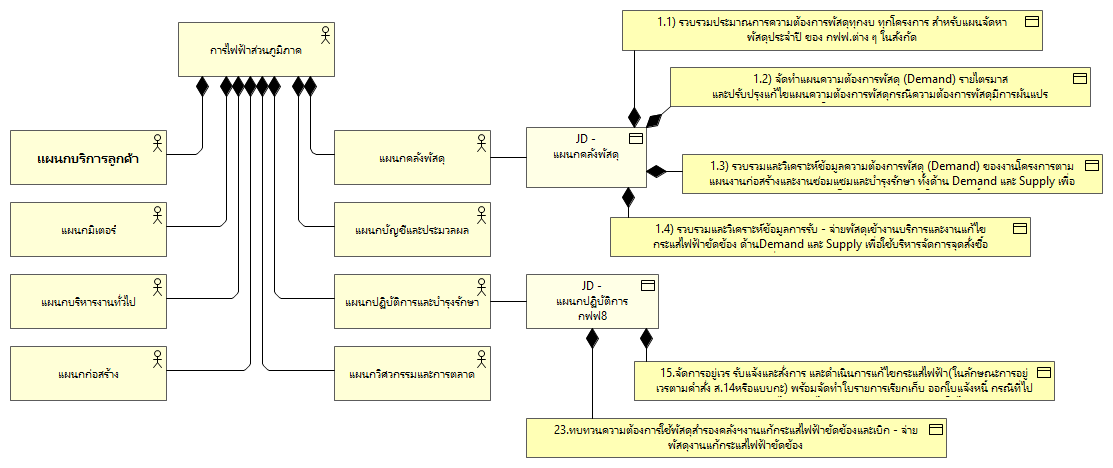 การไฟฟ้าส่วนภูมิภาค
แผนกบริการลูกค้า
แผนกมิเตอร์
แผนกบริหารงานทั่วไป
แผนกก่อสร้าง
แผนกคลังพัสดุ
แผนกบัญชีและประมวลผล
แผนกปฏิบัติการและบำรุงรักษา
แผนกวิศวกรรมและการตลาด
JD -
แผนกคลังพัสดุ
1.1) รวบรวมประมาณการความต้องการพัสดุทุกงบ ทุกโครงการ สำหรับแผนจัดหา
พัสดุประจำปี ของ กฟฟ.ต่าง ๆ ในสังกัด
1.2) จัดทำแผนความต้องการพัสดุ (Demand) รายไตรมาส
และปรับปรุงแก้ไขแผนความต้องการพัสดุกรณีความต้องการพัสดุมีการผันแปร
1.3) รวบรวมและวิเคราะห์ข้อมูลความต้องการพัสดุ (Demand) ของงานโครงการตาม
แผนงานก่อสร้างและงานซ่อมแซมและบำรุงรักษา ทั้งด้าน Demand และ Supply เพื่อ
1.4) รวบรวมและวิเคราะห์ข้อมูลการรับ - จ่ายพัสดุเข้างานบริการและงานแก้ไข
กระแสไฟฟ้าขัดข้อง ด้านDemand และ Supply เพื่อใช้บริหารจัดการจุดสั่งซื้อ
JD -
แผนกปฏิบัติการ
กฟฟ8
15.จัดการอยู่เวร รับแจ้งและสั่งการ และดำเนินการแก้ไขกระแสไฟฟ้า(ในลักษณะการอยู่
เวรตามคำสั่ง ส.14หรือแบบกะ) พร้อมจัดทำใบรายการเรียกเก็บ ออกใบแจ้งหนี้ กรณีที่ไป
23.ทบทวนความต้องการใช้พัสดุสำรองคลังฯงานแก้กระแสไฟฟ้าขัดข้องและเบิก - จ่าย
พัสดุงานแก้กระแสไฟฟ้าขัดข้อง